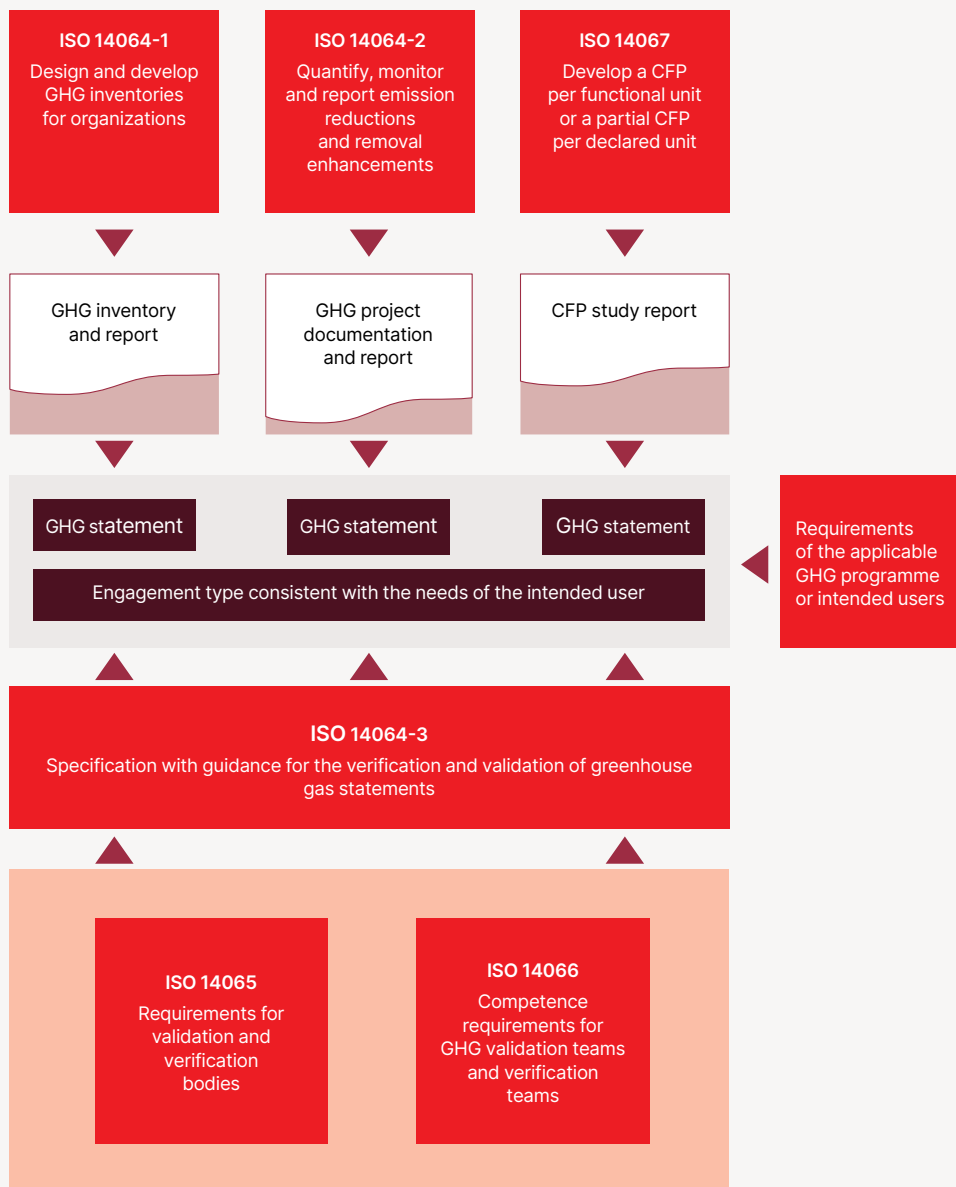 ISO 14064-1
Design and develop
GHG inventories
for organizations
ISO 14064-2
Quantify, monitor
and report emission
reductions
and removal
enhancements
ISO 14067
Develop a CFP
per functional unit
or a partial CFP
per declared unit
GHG inventory
and report
GHG project
documentation
and report
CFP study report
GHG statement
GHG statement
GHG statement
Engagement type consistent with the needs of the intended user
Requirements
of the applicable
GHG programme
or intended users
ISO 14064-3
Specification with guidance for the verification and validation of greenhouse
gas statements
ISO 14065
Requirements for
validation and
verification
bodies
ISO 14066
Competence
requirements for
GHG validation teams
and verification
teams